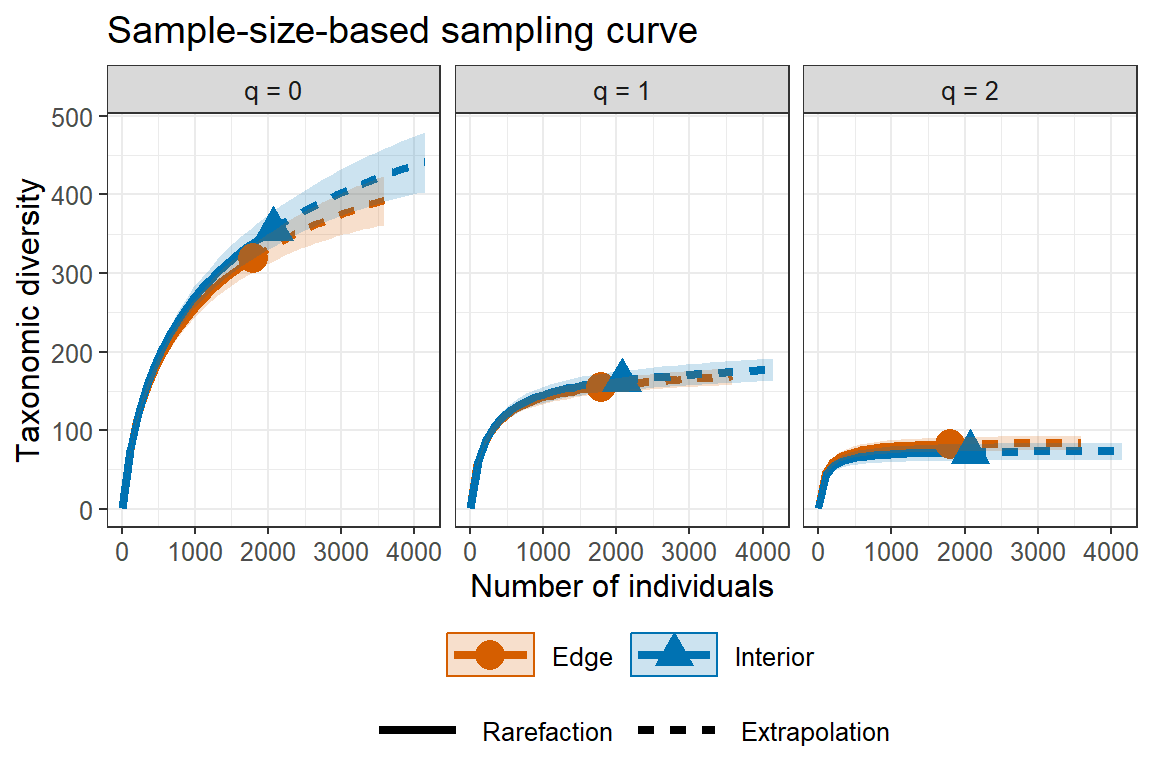 Sample-size-based sampling curve
q = 0 q = 1 q = 2
Taxonomic diversity
500
400
300
200
100
0
0 1000 2000 3000 4000 0 1000 2000 3000 4000 0 1000 2000 3000 4000
Number of individuals
Edge Interior
Rarefaction Extrapolation